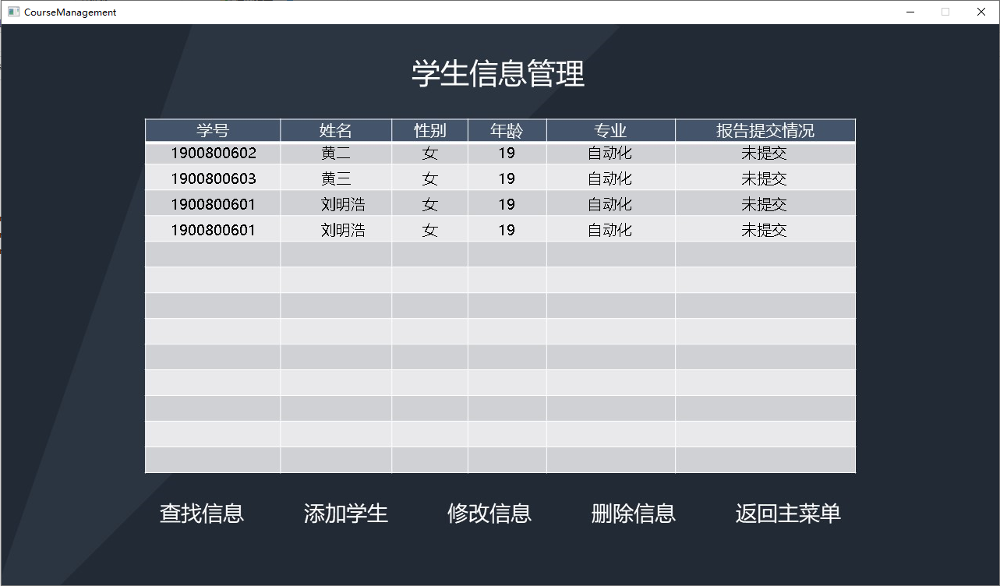 CourseManagement
学生信息管理
学号 姓名 性别 年龄 专业 报告提交情况
1900800602 黄二 女 19 自动化 未提交
1900800603 黄三 女 19 自动化 未提交
1900800601 刘明浩 女 19 自动化 未提交
1900800601 刘明浩 女 19 自动化 未提交
查找信息 添加学生 修改信息 删除信息 返回主菜单